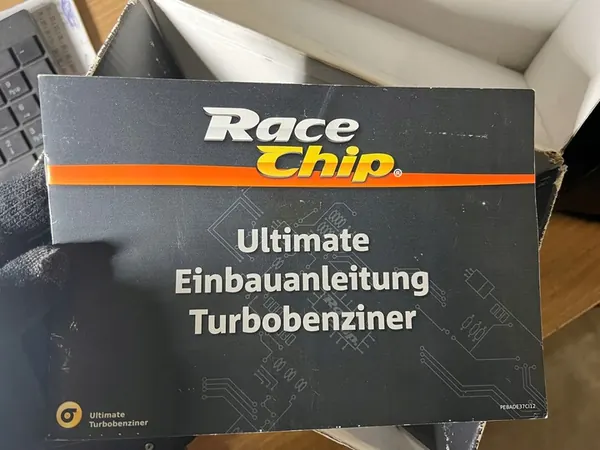 Race
Chip®
Ultimate
Einbauanleitung
Turbobenziner
Ultimate
Turbobenziner